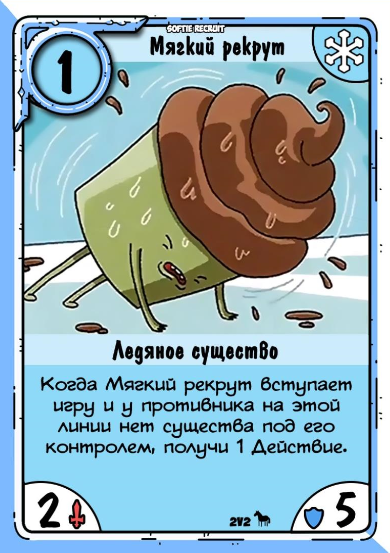 SOFTIE RECRUIT
1
Мягкий рекрут
Ледяное существо
Когда Мягкий рекрут вступает
игру и у противника на этой
линии нет существа под его
контролем, получи 1 Действие.
2
2V2
5